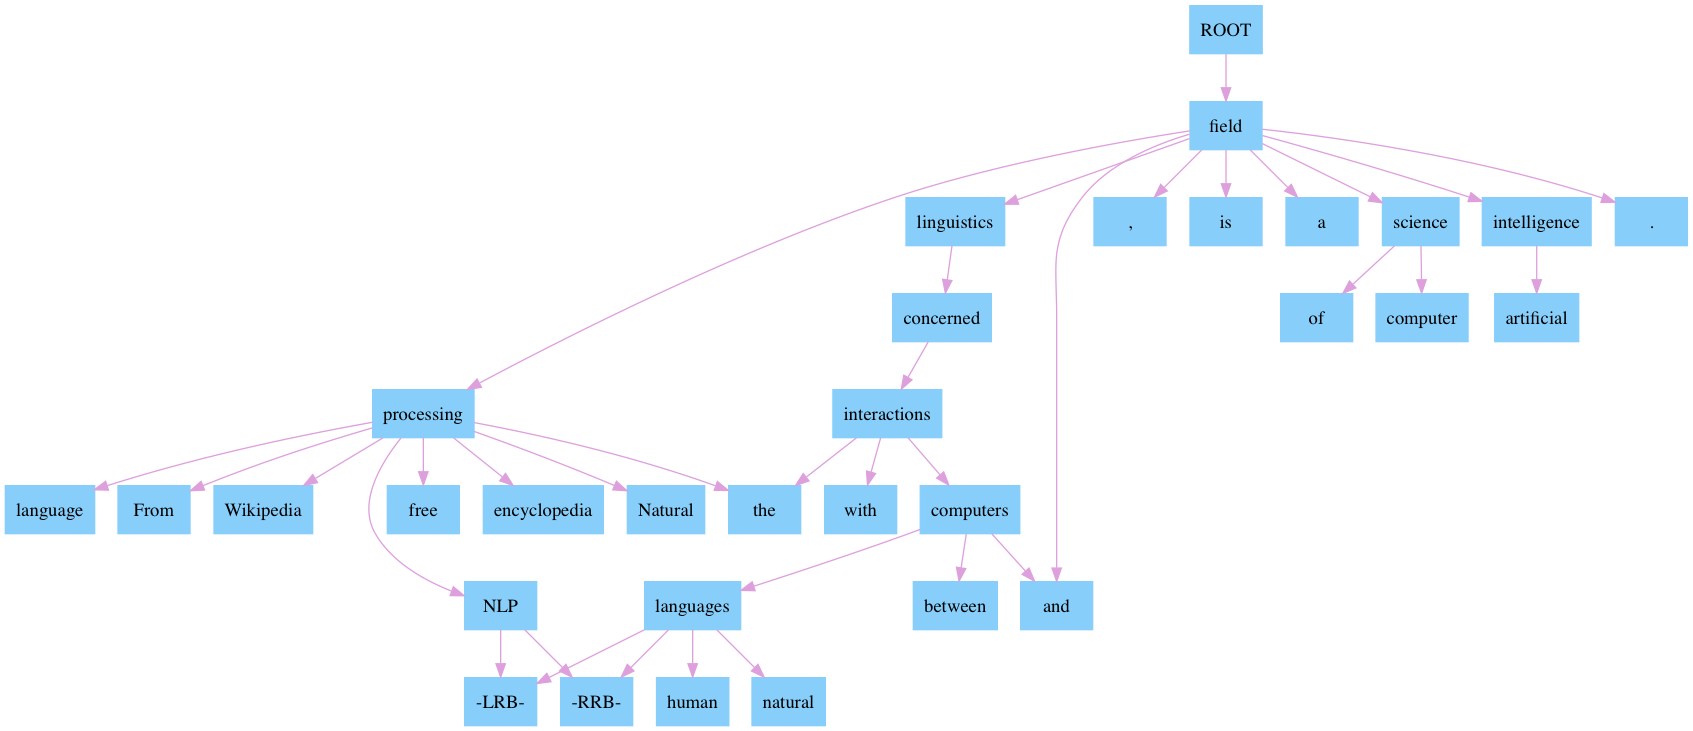 ROOT
field
linguistics
,
is
a
science
intelligence
.
concerned
of
computer
artificial
processing
interactions
language
From
Wikipedia
free
encyclopedia
Natural
the
with
computers
NLP
languages
between
and
-LRB-
-RRB-
human
natural